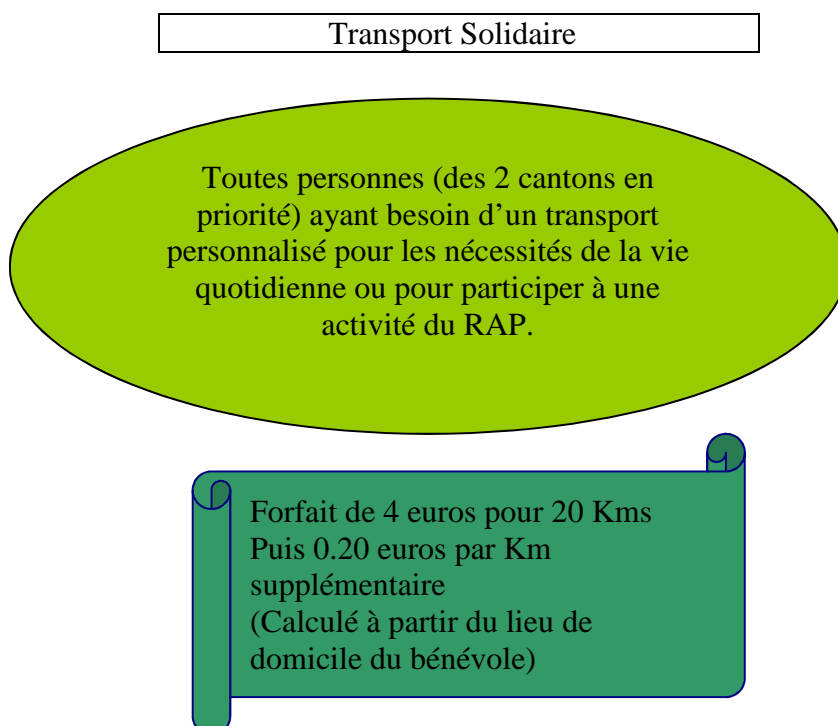 Transport Solidaire
Toutes personnes (des 2 cantons en
priorité) ayant besoin d’un transport
personnalisé pour les nécessités de la vie
quotidienne ou pour participer à une
activité du RAP.
Forfait de 4 euros pour 20 Kms
Puis 0.20 euros par Km
supplémentaire
(Calculé à partir du lieu de
domicile du bénévole)